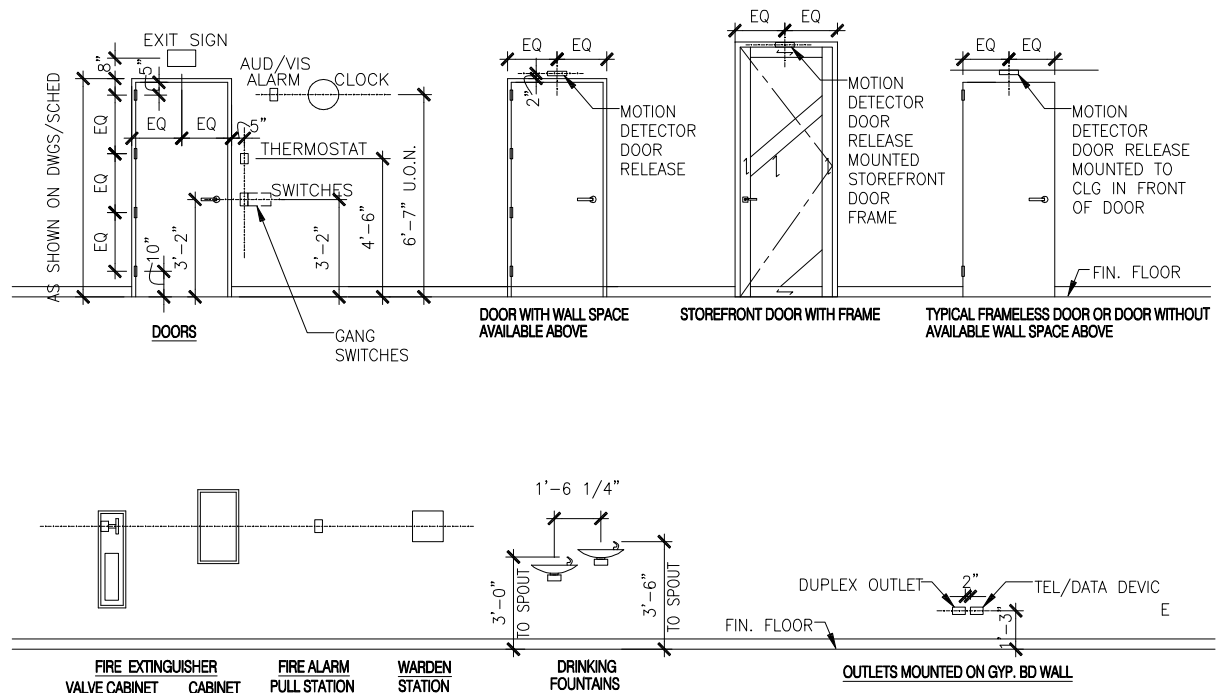 EXIT SIGN
AUD/VIS
ALARM
CLOCK
8"
5"
EQ
EQ
EQ
EQ
EQ
5"
AS SHOWN ON DWGS/SCHED
THERMOSTAT
SWITCHES
10"
3'-2"
3'-2"
4'-6"
6'-7" U.O.N.
GANG
SWITCHES
DOORS
EQ EQ
2"
MOTION
DETECTOR
DOOR
RELEASE
DOOR WITH WALL SPACE
AVAILABLE ABOVE
EQ EQ
MOTION
DETECTOR
DOOR
RELEASE
MOUNTED
STOREFRONT
DOOR
FRAME
STOREFRONT DOOR WITH FRAME
EQ EQ
MOTION
DETECTOR
DOOR RELEASE
MOUNTED TO
CLG IN FRONT
OF DOOR
FIN. FLOOR
TYPICAL FRAMELESS DOOR OR DOOR WITHOUT
AVAILABLE WALL SPACE ABOVE
FIRE EXTINGUISHER
VALVE CABINET CABINET
FIRE ALARM
PULL STATION
WARDEN
STATION
1'-6 1/4"
3'-0"
TO SPOUT
3'-6"
TO SPOUT
DRINKING
FOUNTAINS
DUPLEX OUTLET
2"
TEL/DATA DEVIC
E
1'-3"
FIN. FLOOR
OUTLETS MOUNTED ON GYP. BD WALL